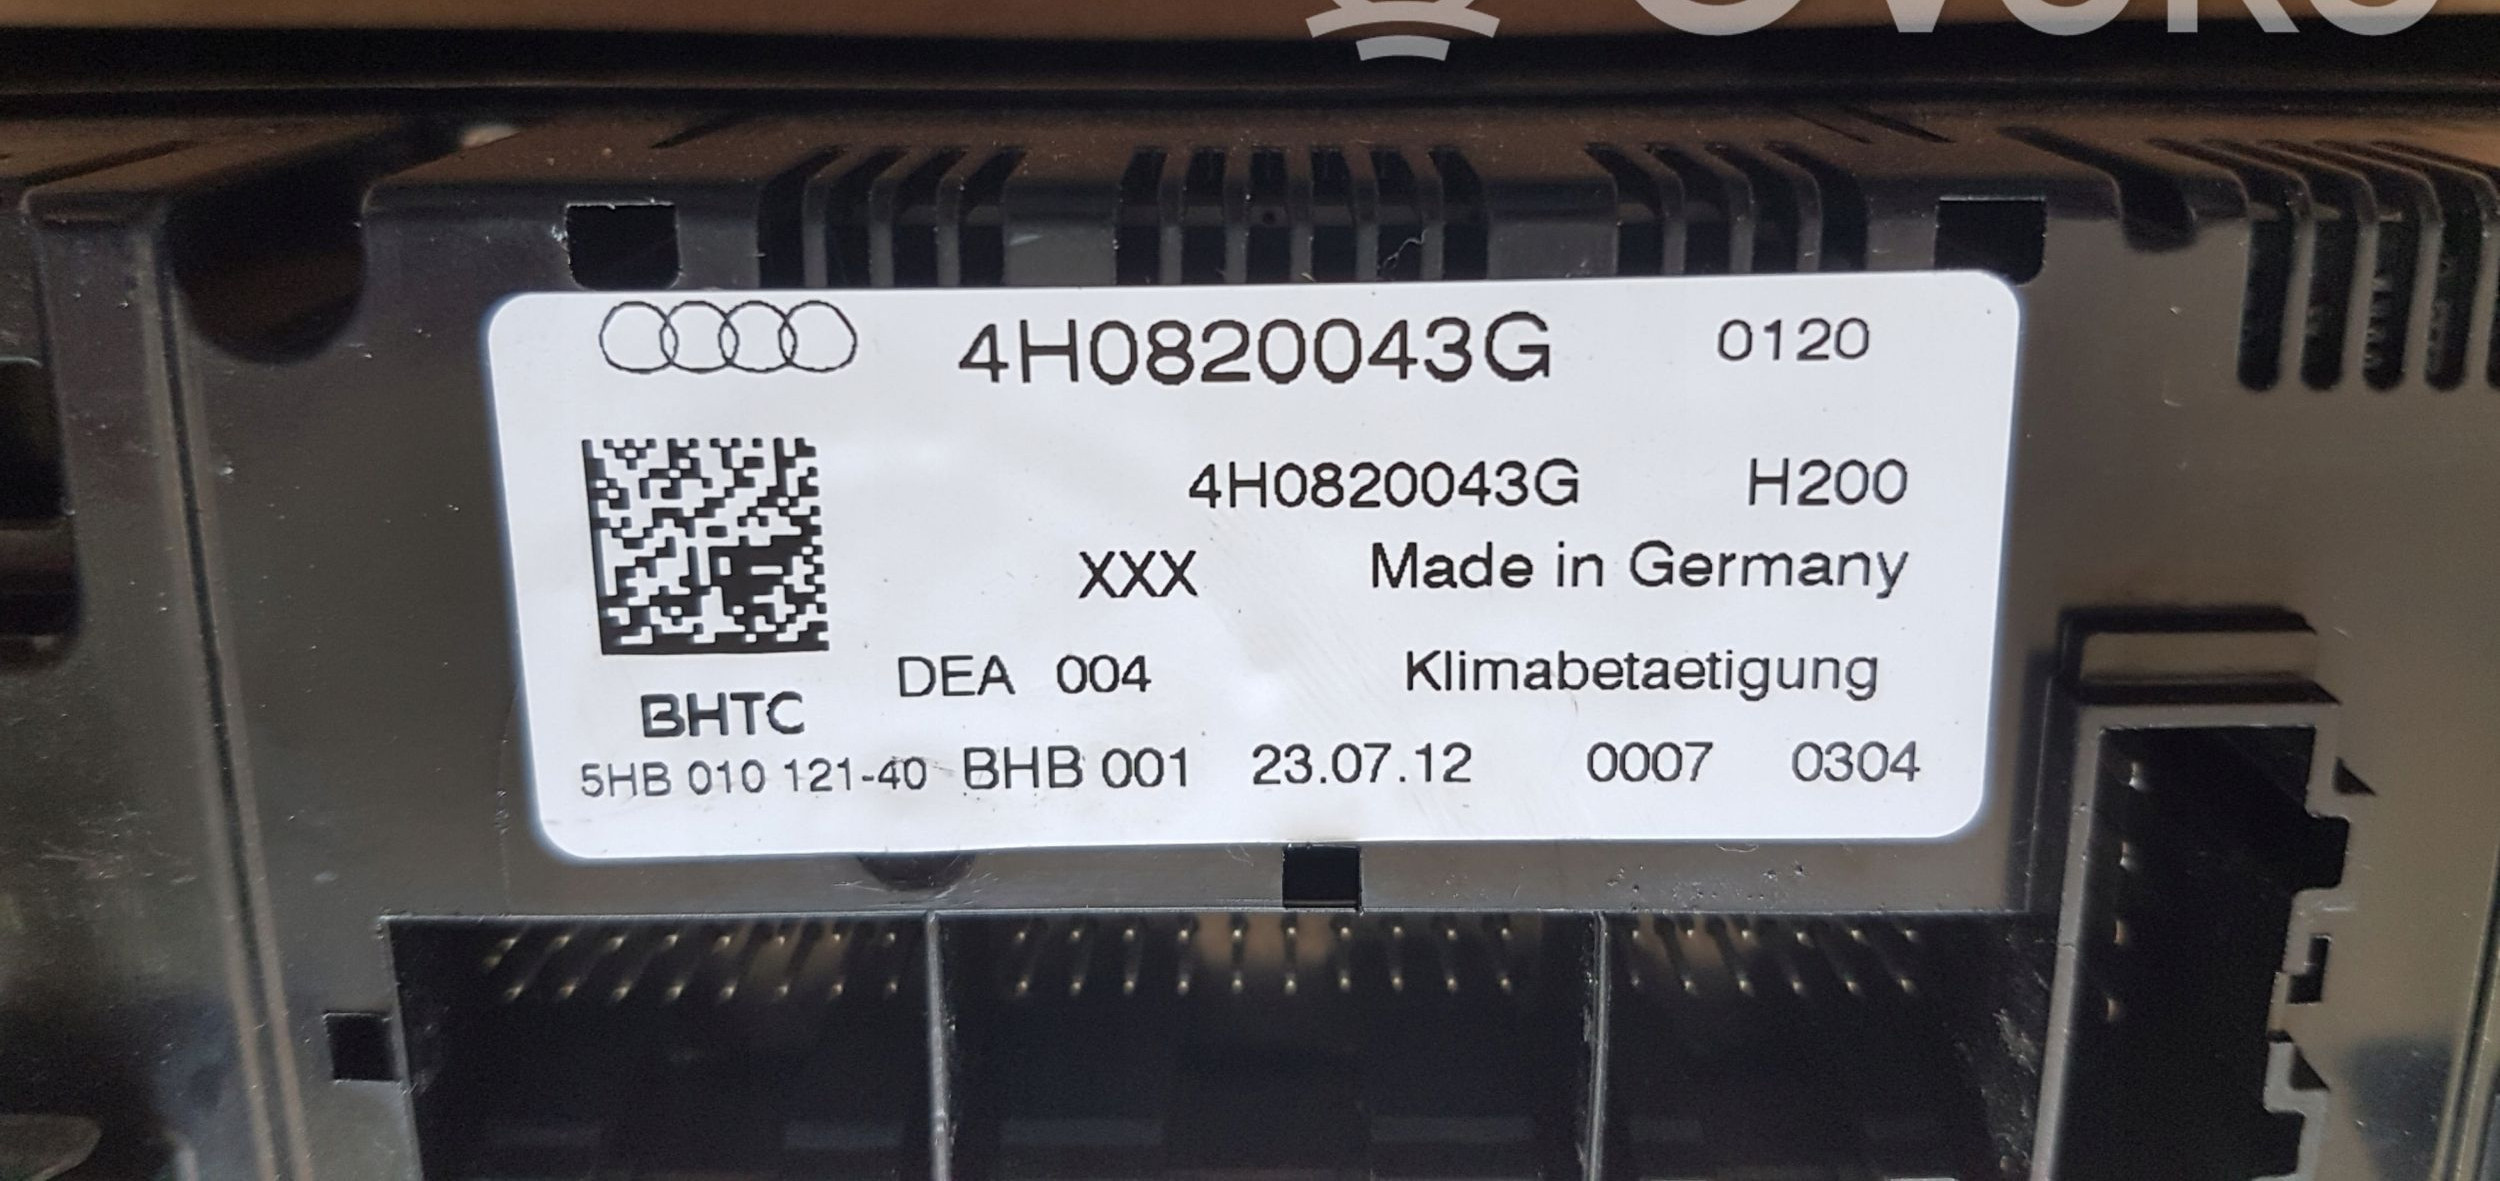 4H0820043G 0120
4H0820043G H200
XXX Made in Germany
DEA 004 Klimabetaetigung
BHTC
5HB 010 121-40 BHB 001 23.07.12 0007 0304